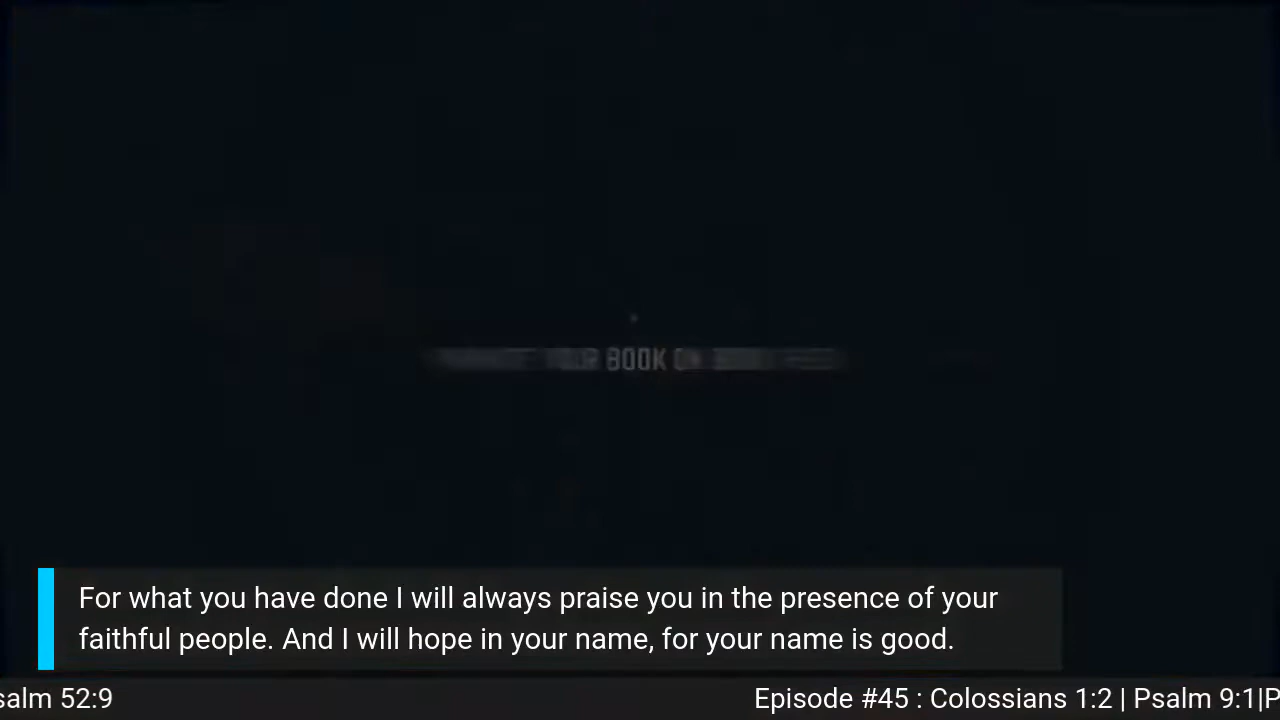 YOUR BOOK ON
For what you have done I will always praise you in the presence of your
faithful people. And I will hope in your name, for your name is good.
salm 52:9 Episode #45 : Colossians 1:2 | Psalm 9:1|P